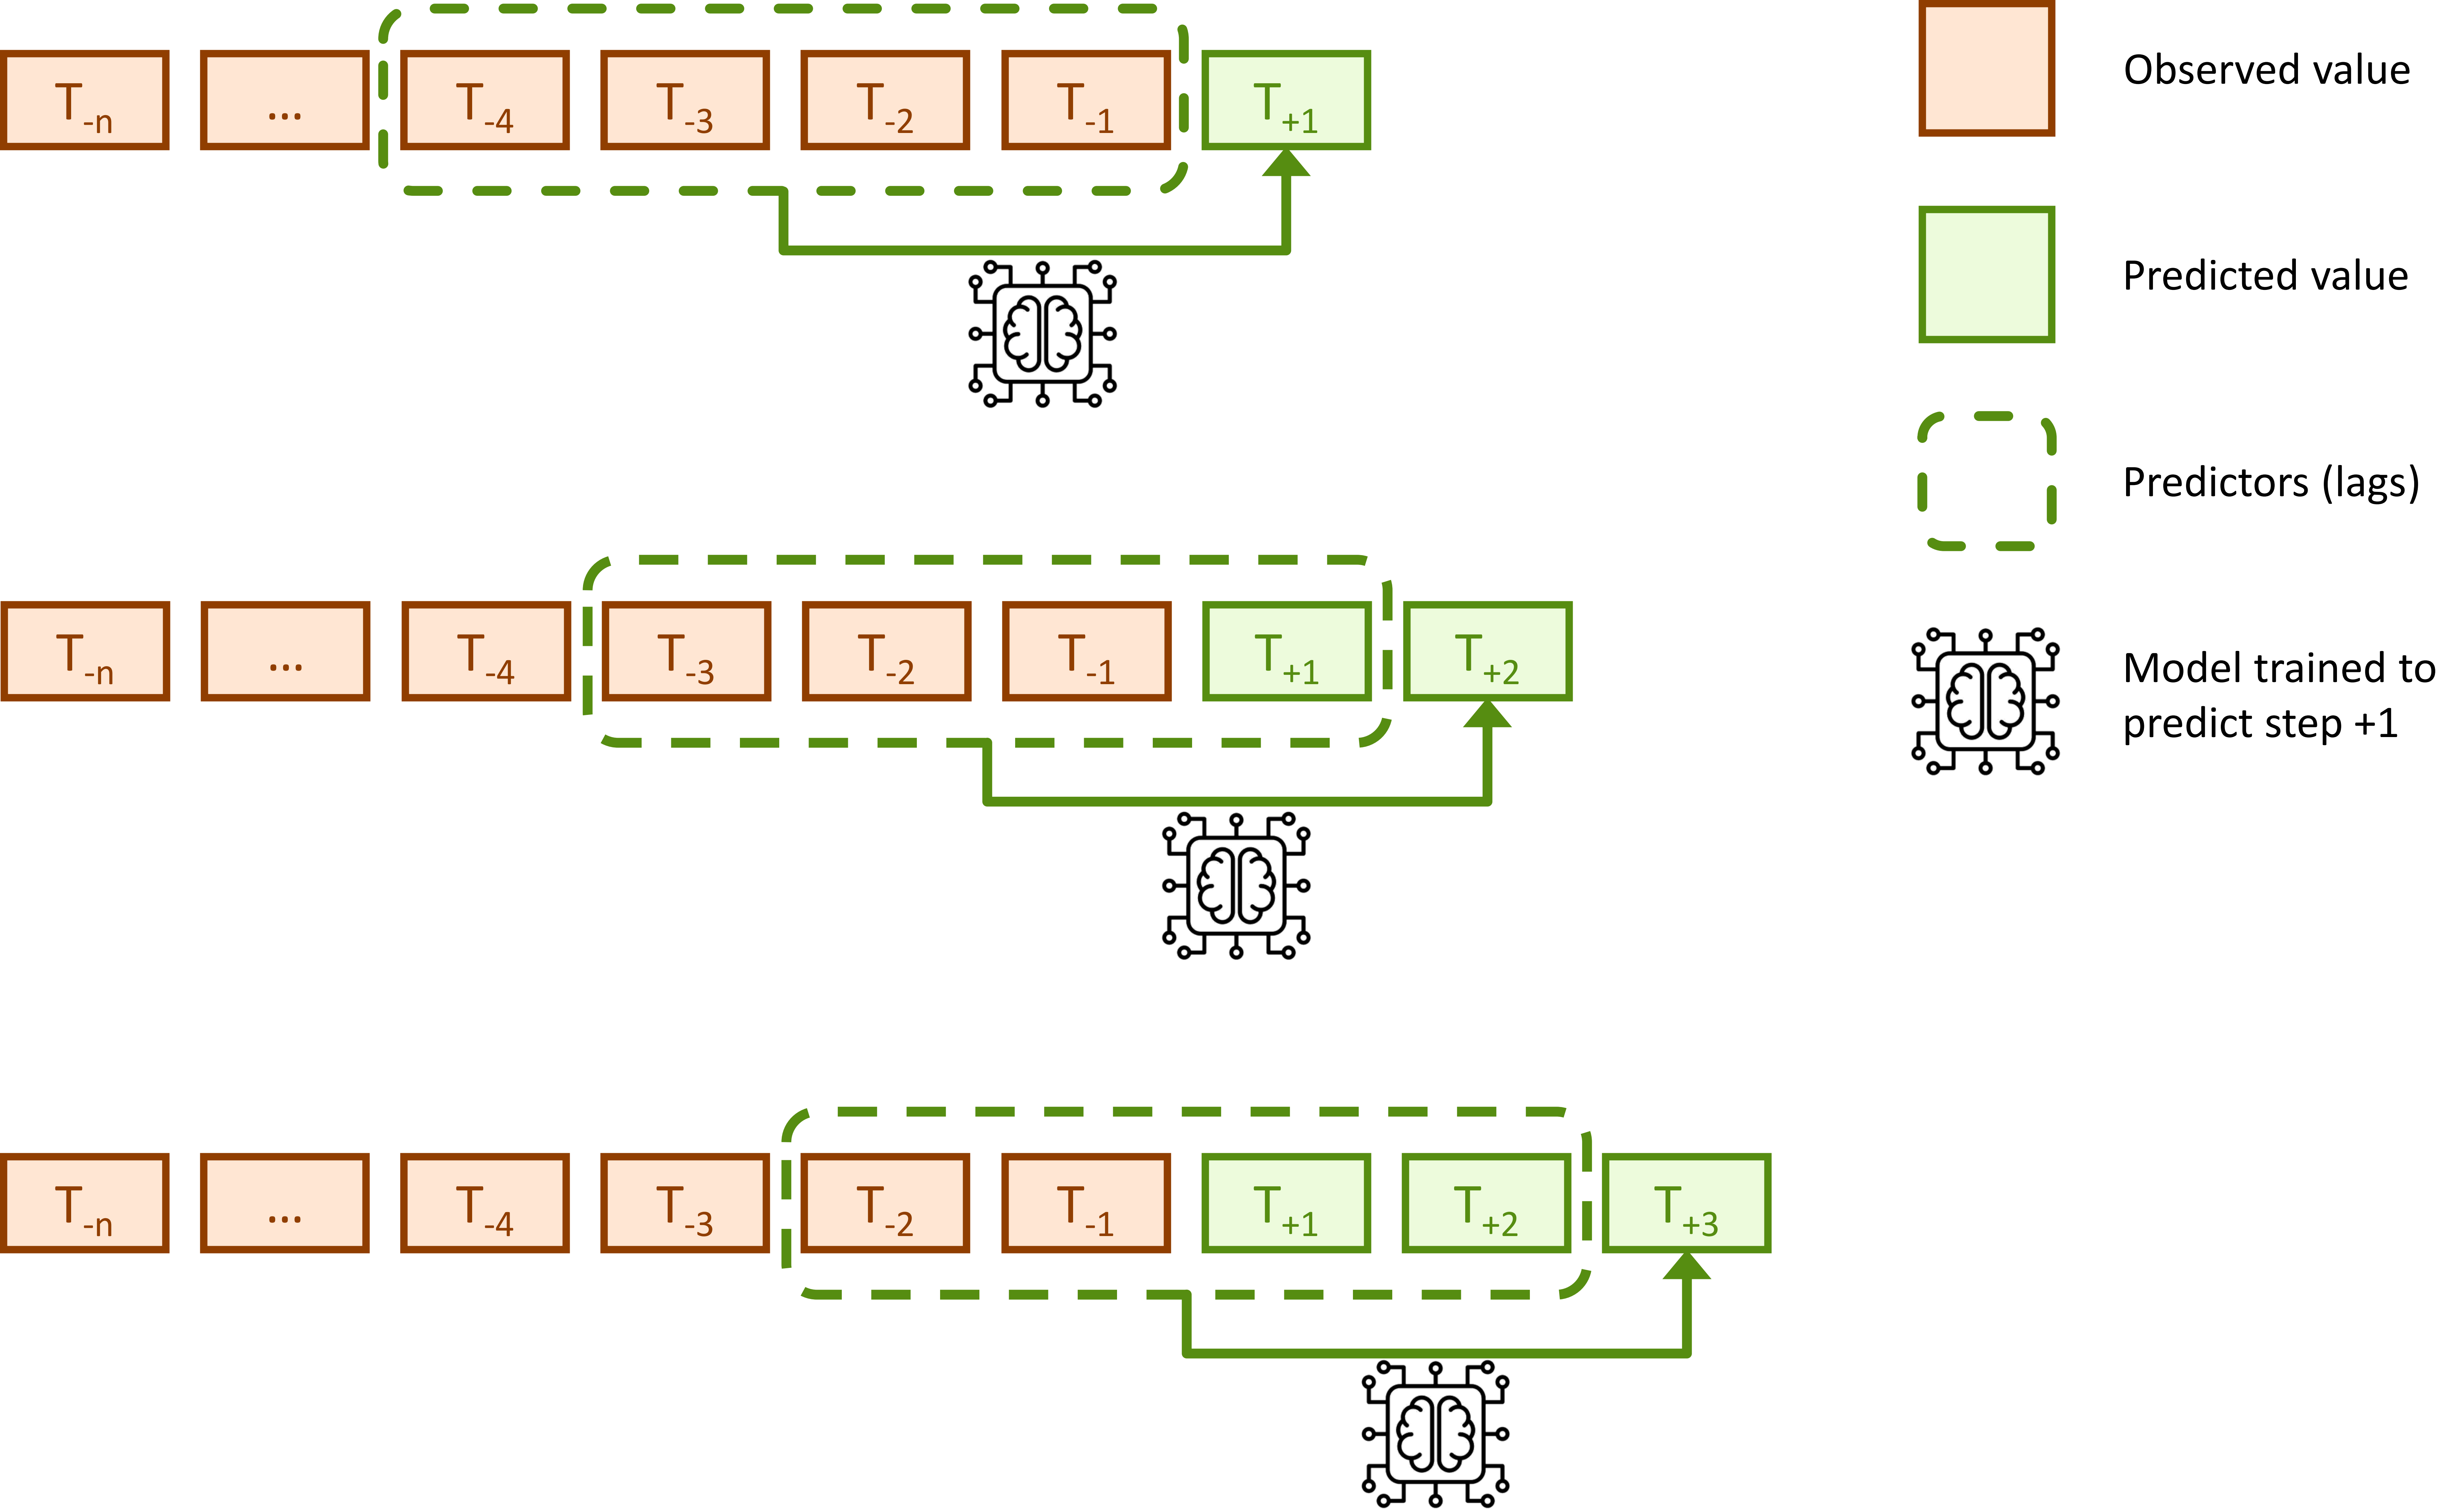 T-n ... T-4 T-3 T-2 T-1 T+1
Observed value
Predicted value
Predictors (lags)
T-n ... T-4 T-3 T-2 T-1 T+1 T+2
Model trained to
predict step +1
T-n ... T-4 T-3 T-2 T-1 T+1 T+2 T+3